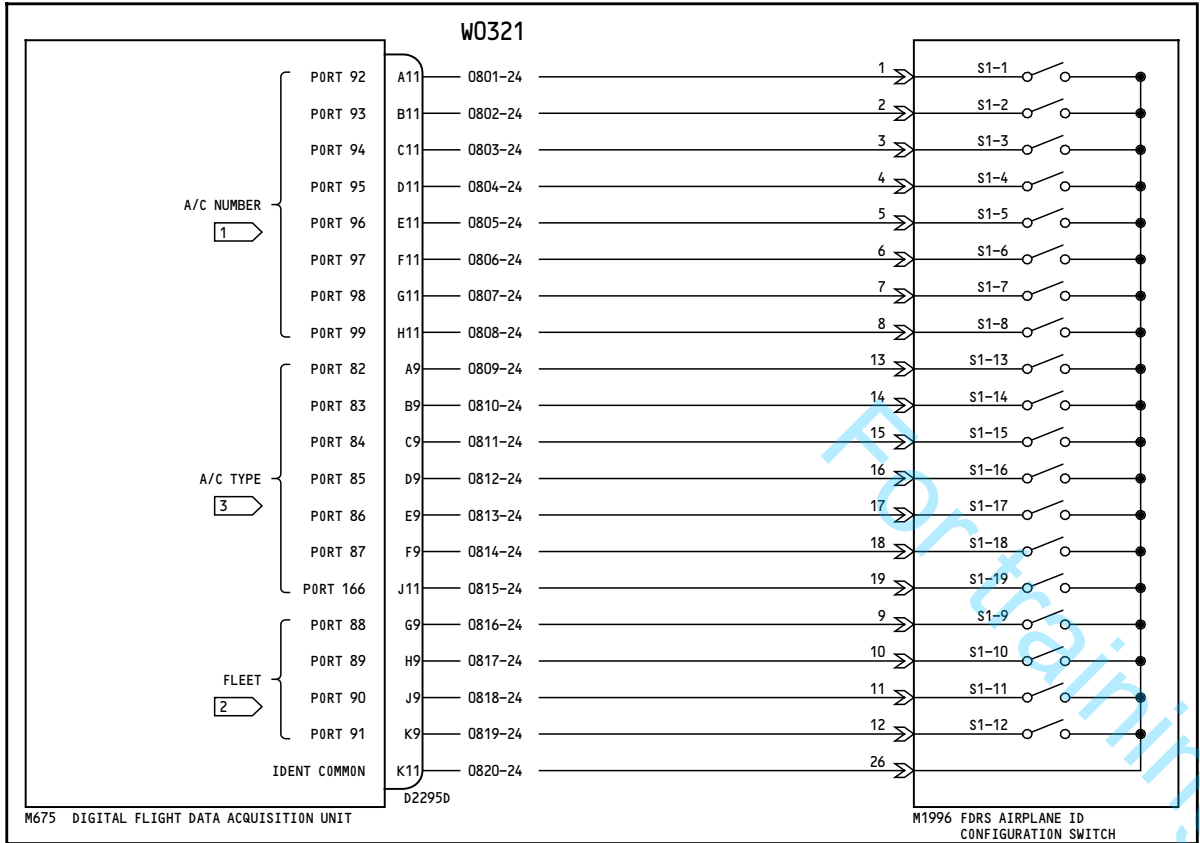 W0321
PORT 92 A11 0801-24 1 S1-1
PORT 93 B11 0802-24 2 S1-2
PORT 94 C11 0803-24 3 S1-3
PORT 95 D11 0804-24 4 S1-4
A/C NUMBER
PORT 96 E11 0805-24 5 S1-5
1
PORT 97 F11 0806-24 6 S1-6
PORT 98 G11 0807-24 7 S1-7
PORT 99 H11 0808-24 8 S1-8
PORT 82 A9 0809-24 13 S1-13
PORT 83 B9 0810-24 14 S1-14
PORT 84 C9 0811-24 15 S1-15
A/C TYPE PORT 85 D9 0812-24 16 S1-16
3
PORT 86 E9 0813-24 17 S1-17
PORT 87 F9 0814-24 18 S1-18
PORT 166 J11 0815-24 19 S1-19
PORT 88 G9 0816-24 9 S1-9
PORT 89 H9 0817-24 10 S1-10
FLEET
PORT 90 J9 0818-24 11 S1-11
2
PORT 91 K9 0819-24 12 S1-12
IDENT COMMON K11 0820-24 26
D2295D
M675 DIGITAL FLIGHT DATA ACQUISITION UNIT
M1996 FDRS AIRPLANE ID
CONFIGURATION SWITCH
For training